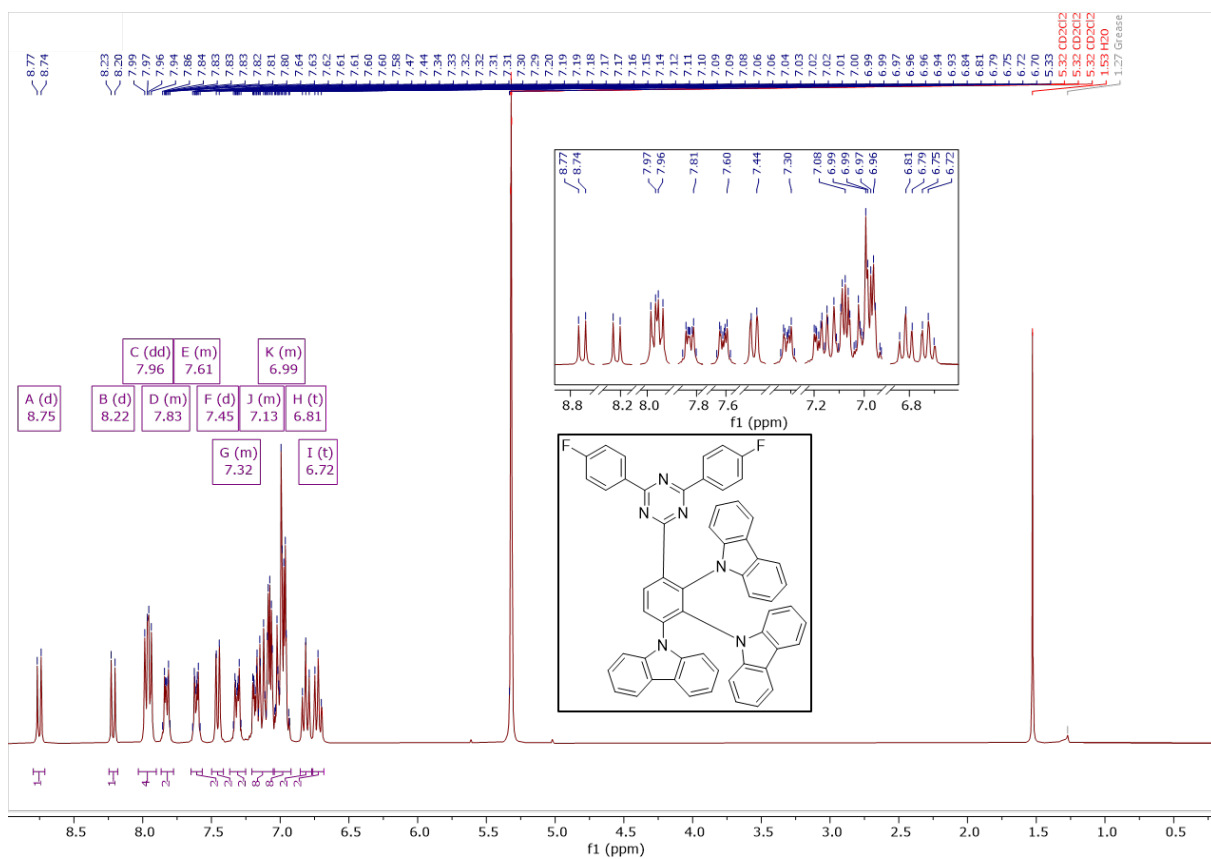 8.77 8.74 8.23 8.20 7.99 7.97 7.96 7.94 7.86 7.84 7.83 7.83 7.83 7.82 7.81 7.80 7.64 7.63 7.62 7.61 7.61 7.60 7.60 7.58 7.47 7.44 7.34 7.33 7.32 7.32 7.31 7.31 7.30 7.29 7.20 7.19 7.19 7.18 7.17 7.17 7.16 7.15 7.14 7.12 7.11 7.10 7.09 7.09 7.08 7.06 7.06 7.04 7.03 7.02 7.02 7.01 7.00 6.99 6.99 6.97 6.96 6.96 6.94 6.93 6.84 6.81 6.79 6.75 6.72 6.70 5.33 5.32 CD2Cl2 5.32 CD2Cl2 5.32 CD2Cl2 1.53 H2O 1.27 Grease
8.77 8.74 7.97 7.96 7.81 7.60 7.44 7.30 7.08 6.99 6.99 6.97 6.96 6.81 6.79 6.75 6.72
8.8 8.2 8.0 7.8 7.6 7.2 7.0 6.8
f1 (ppm)
C (dd)
7.96
E (m)
7.61
K (m)
6.99
A (d)
8.75
B (d)
8.22
D (m)
7.83
F (d)
7.45
J (m)
7.13
H (t)
6.81
G (m)
7.32
I (t)
6.72
F F
N
N N
N
N
N
1 1 4 2 2 2 2 8 8 2 2
8.5 8.0 7.5 7.0 6.5 6.0 5.5 5.0 4.5 4.0 3.5 3.0 2.5 2.0 1.5 1.0 0.5
f1 (ppm)